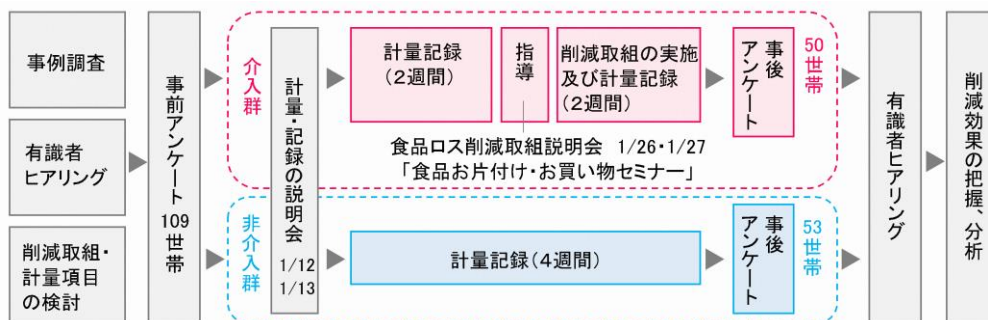 事例調査
有識者
ヒアリング
削減取組・
計量項目
の検討
事前アンケート
109
世帯
介入群
非介入群
計量・記録の説明会
1/12
1/13
計量記録
(2週間)
指導
削減取組の実施
及び計量記録
(2週間)
食品ロス削減取組説明会 1/26・1/27
「食品お片付け・お買い物セミナー」
事後
アンケート
50
世帯
計量記録(4週間)
事後
アンケート
53
世帯
有識者ヒアリング
削減効果の把握、分析